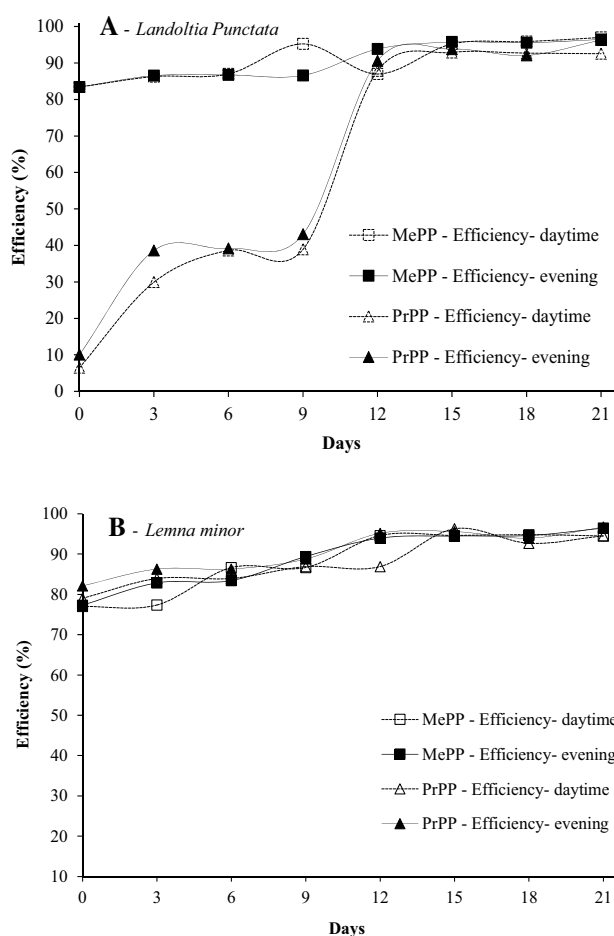 A - Landoltia Punctata
100
90
80
70
60
50
40
30
20
10
0
Efficiency (%)
MePP - Efficiency- daytime
MePP - Efficiency- evening
PrPP - Efficiency- daytime
PrPP - Efficiency- evening
0 3 6 9 12 15 18 21
Days
B - Lemna minor
100
90
80
70
60
50
40
30
20
10
Efficiency (%)
MePP - Efficiency- daytime
MePP - Efficiency- evening
PrPP - Efficiency- daytime
PrPP - Efficiency- evening
0 3 6 9 12 15 18 21
Days